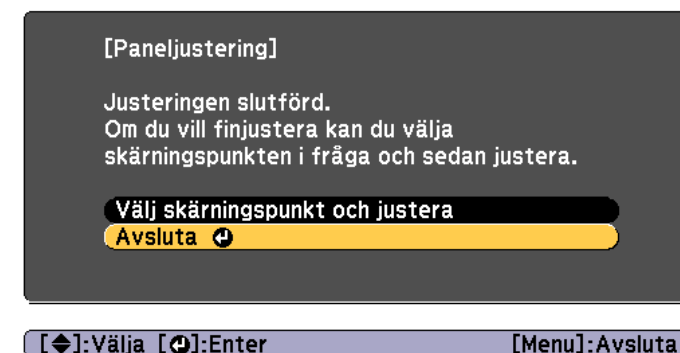 [Paneljustering]
Justeringen slutförd.
Om du vill finjustera kan du välja
skärningspunkten i fråga och sedan justera.
Välj skärningspunkt och justera
Avsluta
[◆]:Välja [↵]:Enter [Menu]:Avsluta